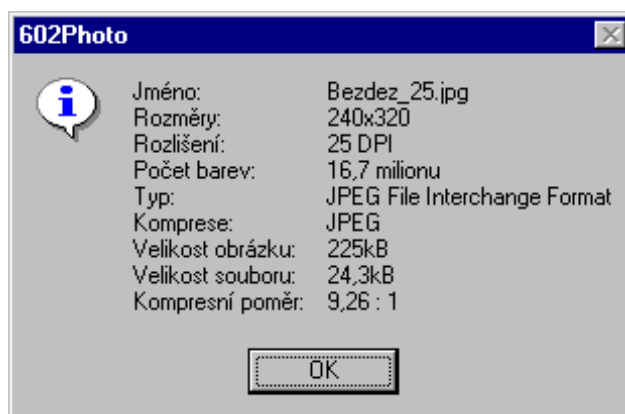 602Photo
Jméno: Bezdez_25.jpg
Rozměry: 240x320
Rozlišení: 25 DPI
Počet barev: 16,7 milionu
Typ: JPEG File Interchange Format
Komprese: JPEG
Velikost obrázku: 225kB
Velikost souboru: 24,3kB
Kompresní poměr: 9,26 : 1
OK